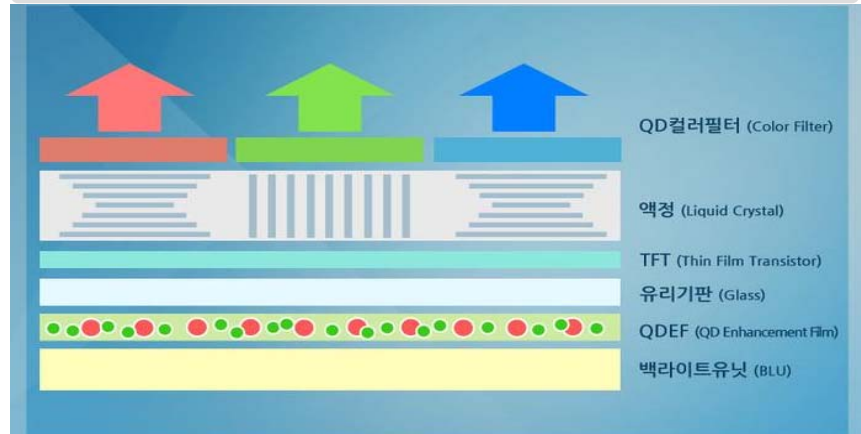 QD컬러필터 (Color Filter)
액정 (Liquid Crystal)
TFT (Thin Film Transistor)
유리기판 (Glass)
QDEF (QD Enhancement Film)
백라이트유닛 (BLU)